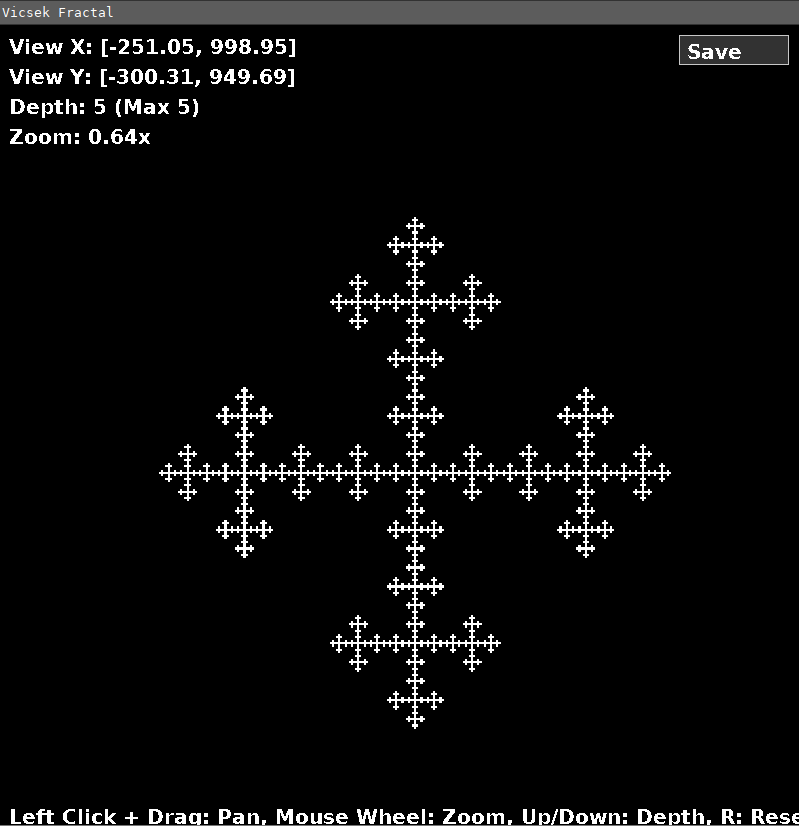 Vicsek Fractal
View X: [-251.05, 998.95]
Save
View Y: [-300.31, 949.69]
Depth: 5 (Max 5)
Zoom: 0.64x
Left Click + Drag: Pan, Mouse Wheel: Zoom, Up/Down: Depth, R: Rese